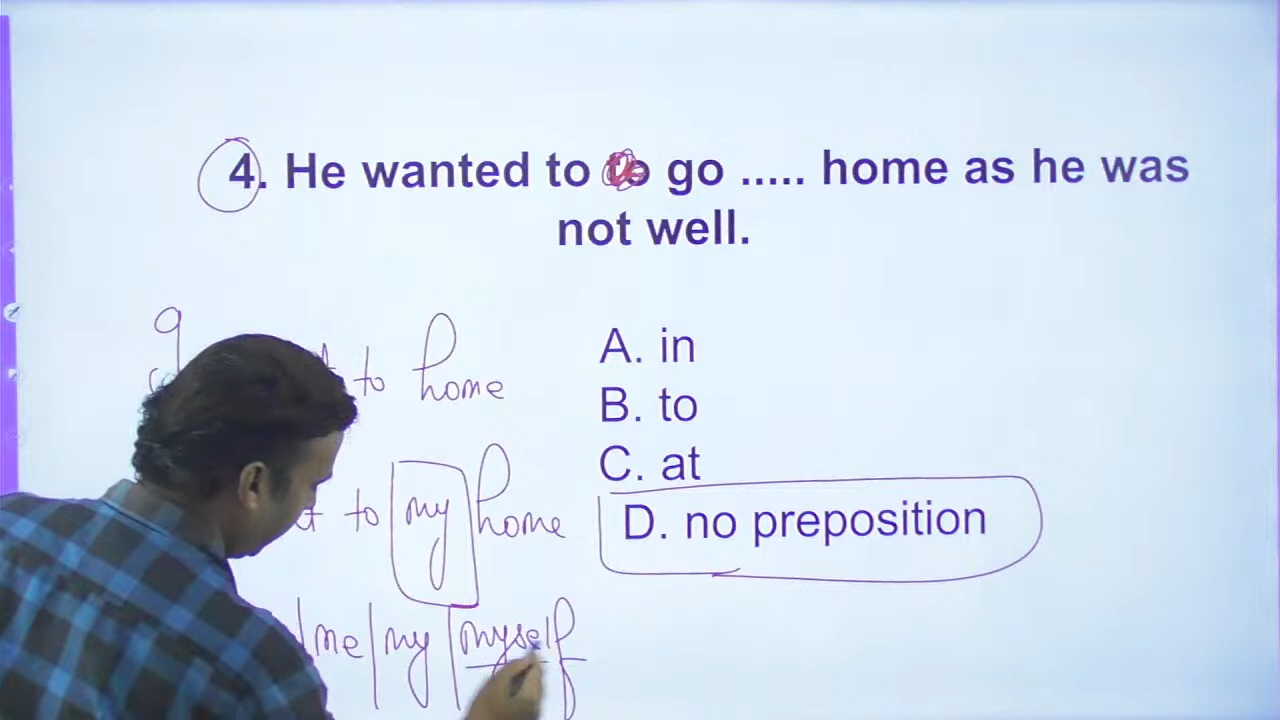 4. He wanted to to go ..... home as he was
not well.
A. in
B. to
C. at
D. no preposition
I
to home
to my home
me | my | myself